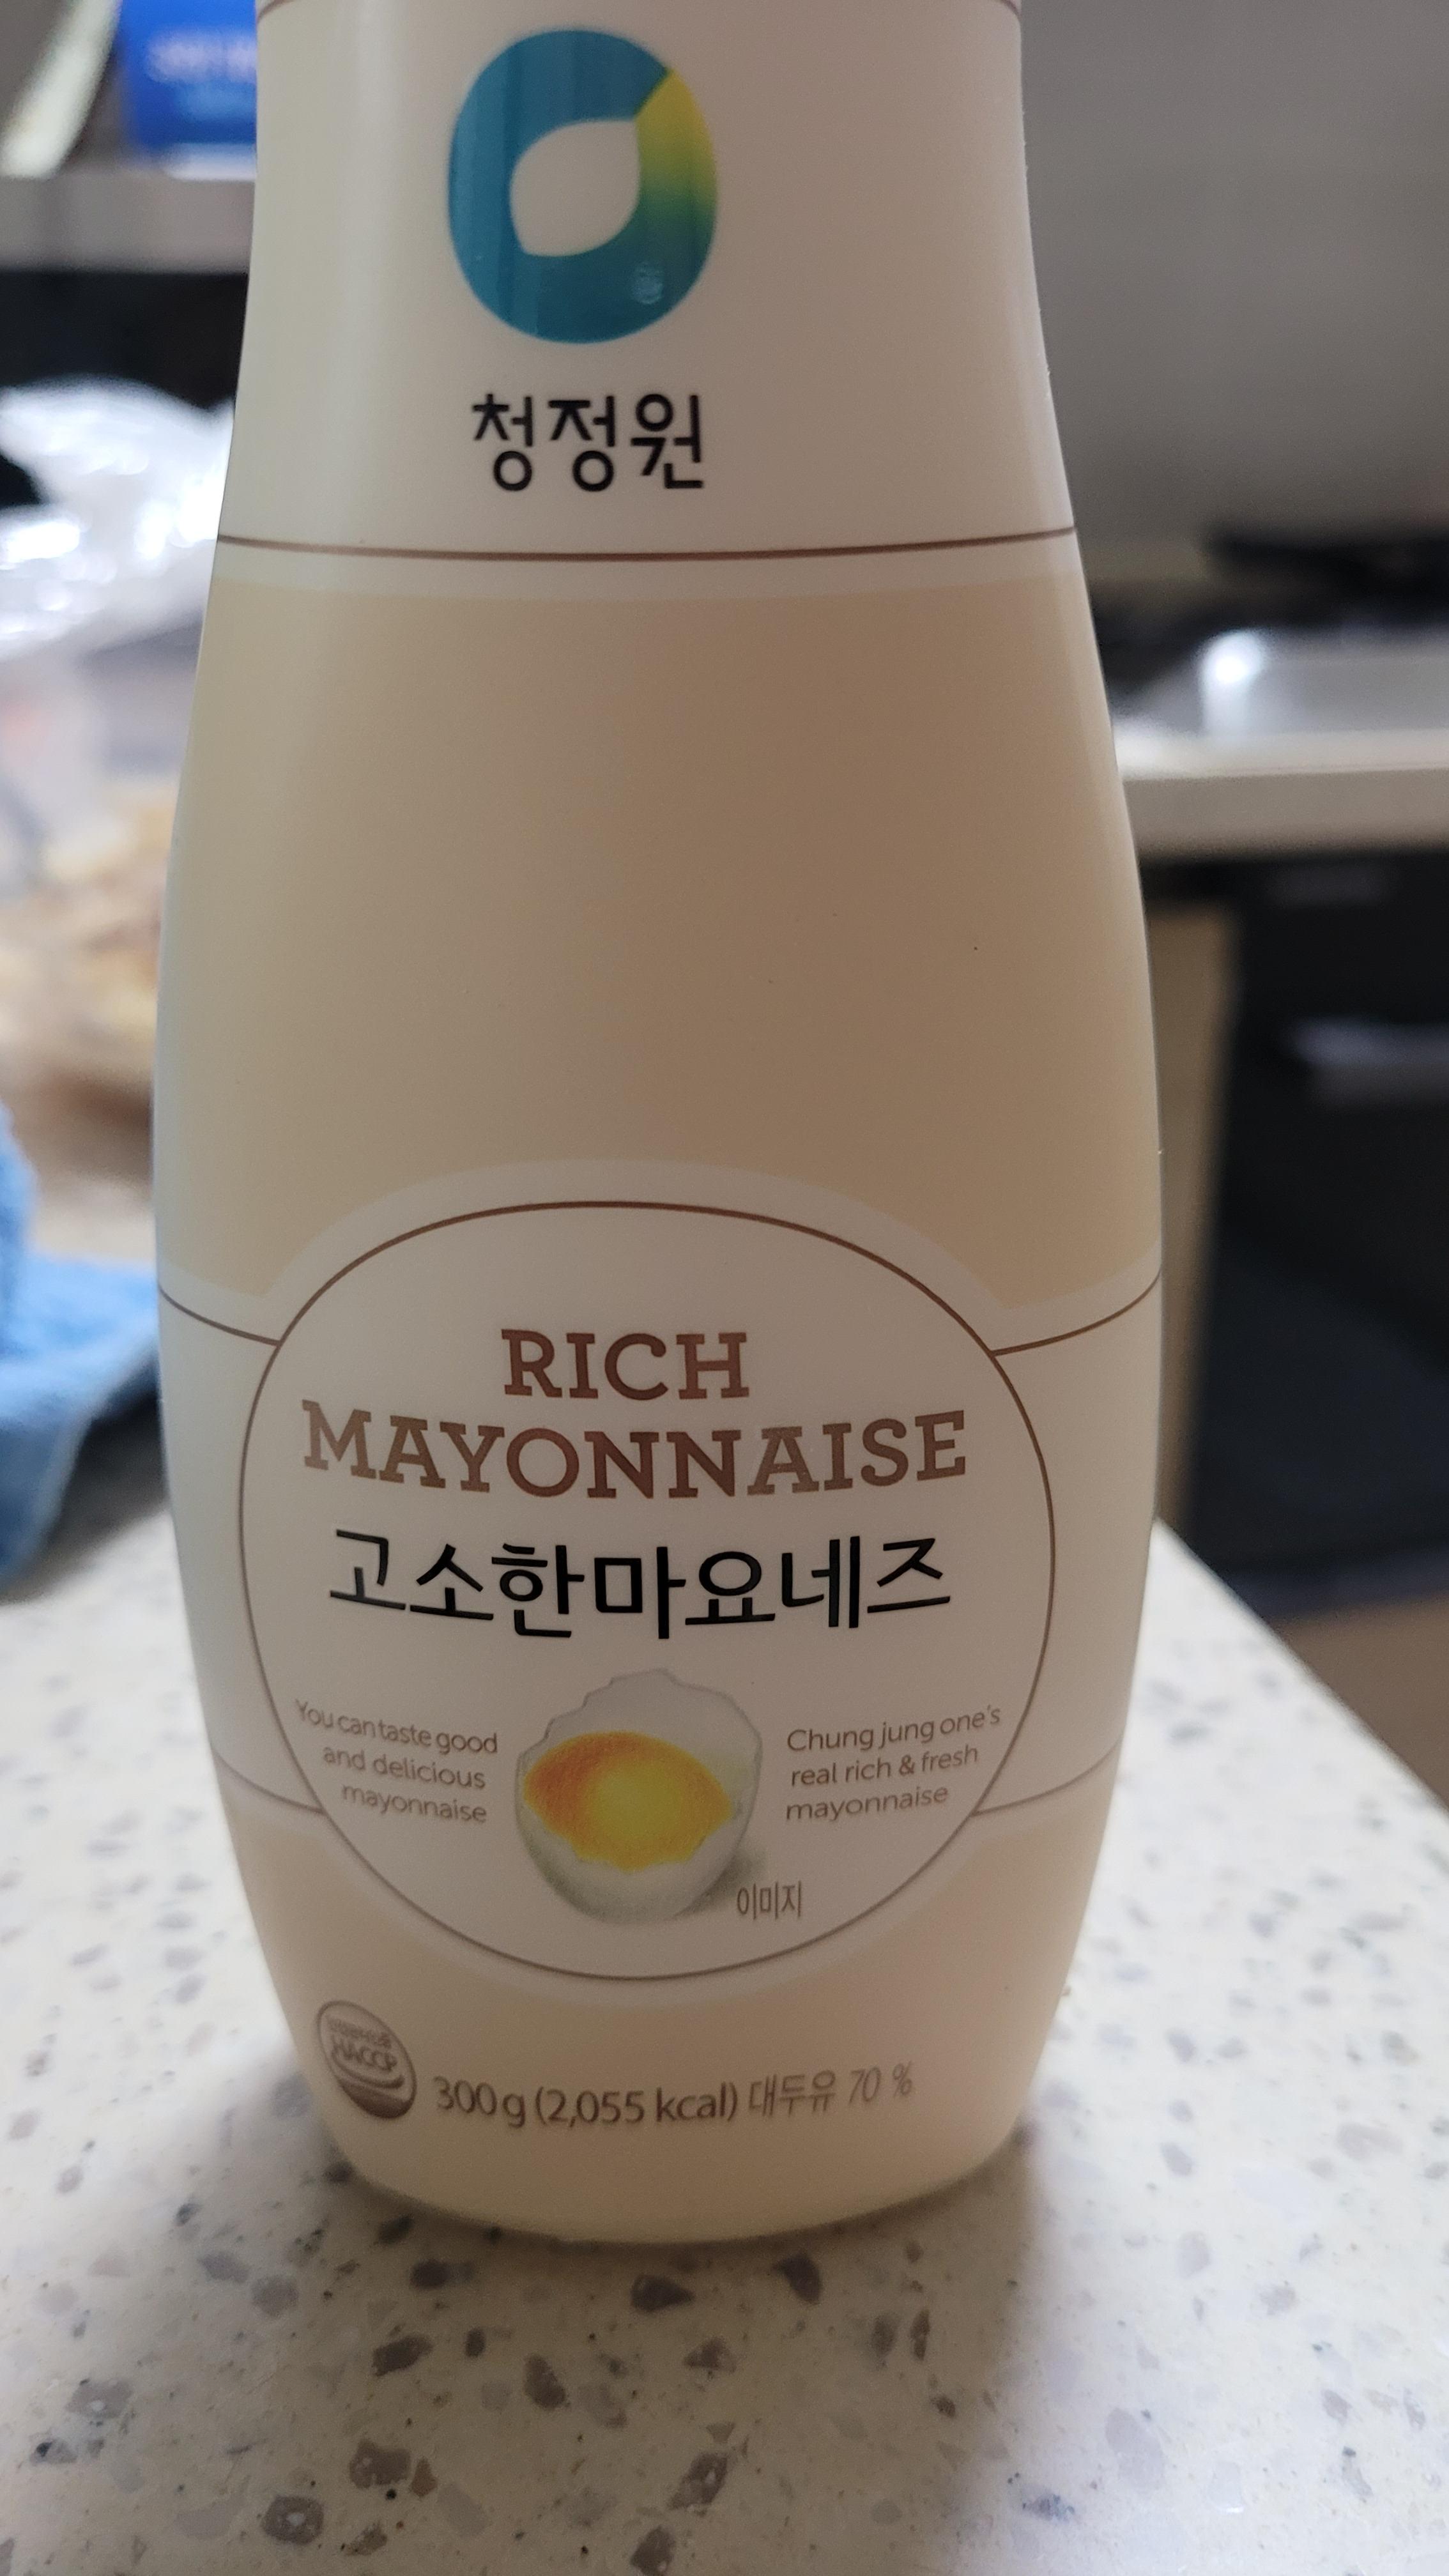 청정원
RICH
MAYONNAISE
고소한마요네즈
You can taste good
and delicious
mayonnaise
Chung jung one's
real rich & fresh
mayonnaise
이미지
HACCP
300g (2,055 kcal) 대두유 70 %